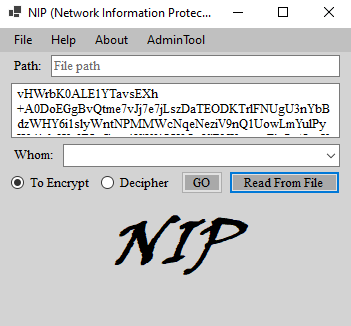 NIP (Network Information Protec...
File Help About AdminTool
Path: File path
vHWrbK0ALE1YTavsEXh
+A0DoEGgBvQtme7vJj7e7jLszDaTEODKTrlFNUgU3nYbB
dzWHY6i1slyWntNPMMWcNqeNeziV9nQ1UowLmYulPy
Whom:
To Encrypt Decipher GO Read From File
NIP